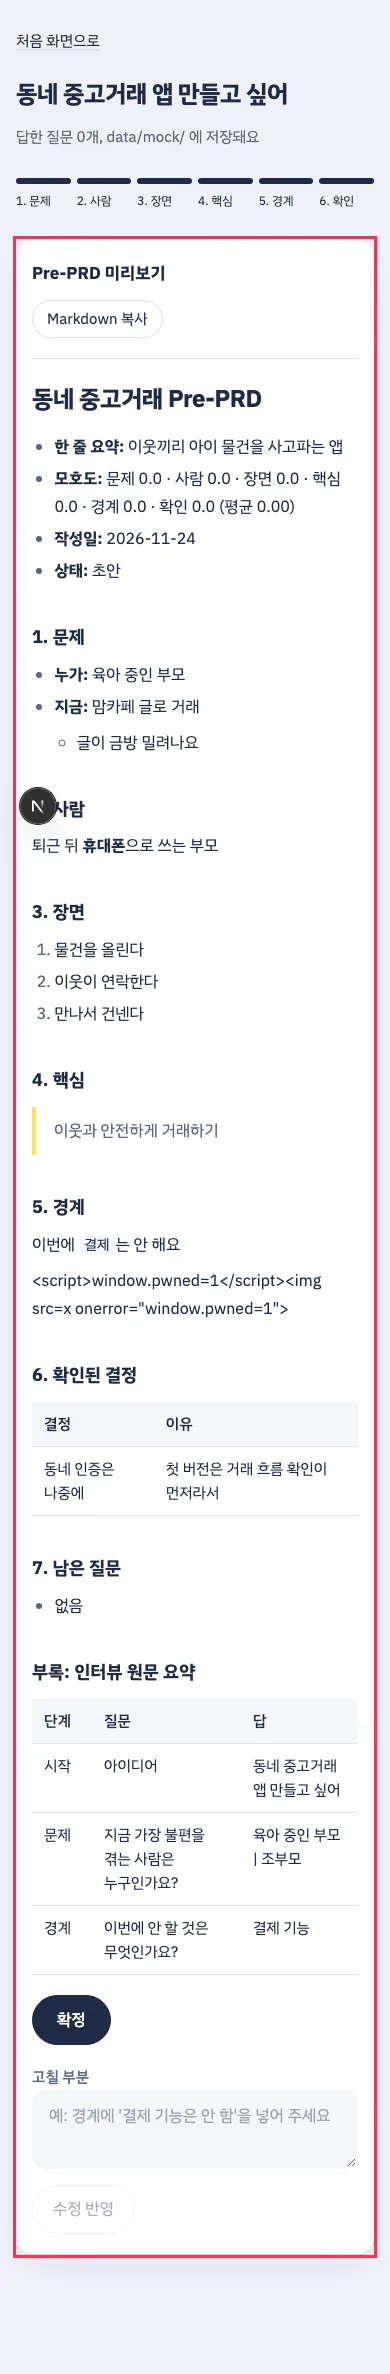 처음 화면으로
동네 중고거래 앱 만들고 싶어
답한 질문 0개, data/mock/ 에 저장돼요
1. 문제 2. 사람 3. 장면 4. 핵심 5. 경계 6. 확인
Pre-PRD 미리보기
Markdown 복사
동네 중고거래 Pre-PRD
한 줄 요약: 이웃끼리 아이 물건을 사고파는 앱
모호도: 문제 0.0 · 사람 0.0 · 장면 0.0 · 핵심
0.0 · 경계 0.0 · 확인 0.0 (평균 0.00)
작성일: 2026-11-24
상태: 초안
1. 문제
누가: 육아 중인 부모
지금: 맘카페 글로 거래
글이 금방 밀려나요
N 사람
퇴근 뒤 휴대폰으로 쓰는 부모
3. 장면
1. 물건을 올린다
2. 이웃이 연락한다
3. 만나서 건넨다
4. 핵심
이웃과 안전하게 거래하기
5. 경계
이번에 결제 는 안 해요
<script>window.pwned=1</script><img
src=x onerror="window.pwned=1">
6. 확인된 결정
결정 이유
동네 인증은 첫 버전은 거래 흐름 확인이
나중에 먼저라서
7. 남은 질문
없음
부록: 인터뷰 원문 요약
단계 질문 답
시작 아이디어 동네 중고거래
앱 만들고 싶어
문제 지금 가장 불편을 육아 중인 부모
겪는 사람은 | 조부모
누구인가요?
경계 이번에 안 할 것은 결제 기능
무엇인가요?
확정
고칠 부분
예: 경계에 '결제 기능은 안 함'을 넣어 주세요
수정 반영